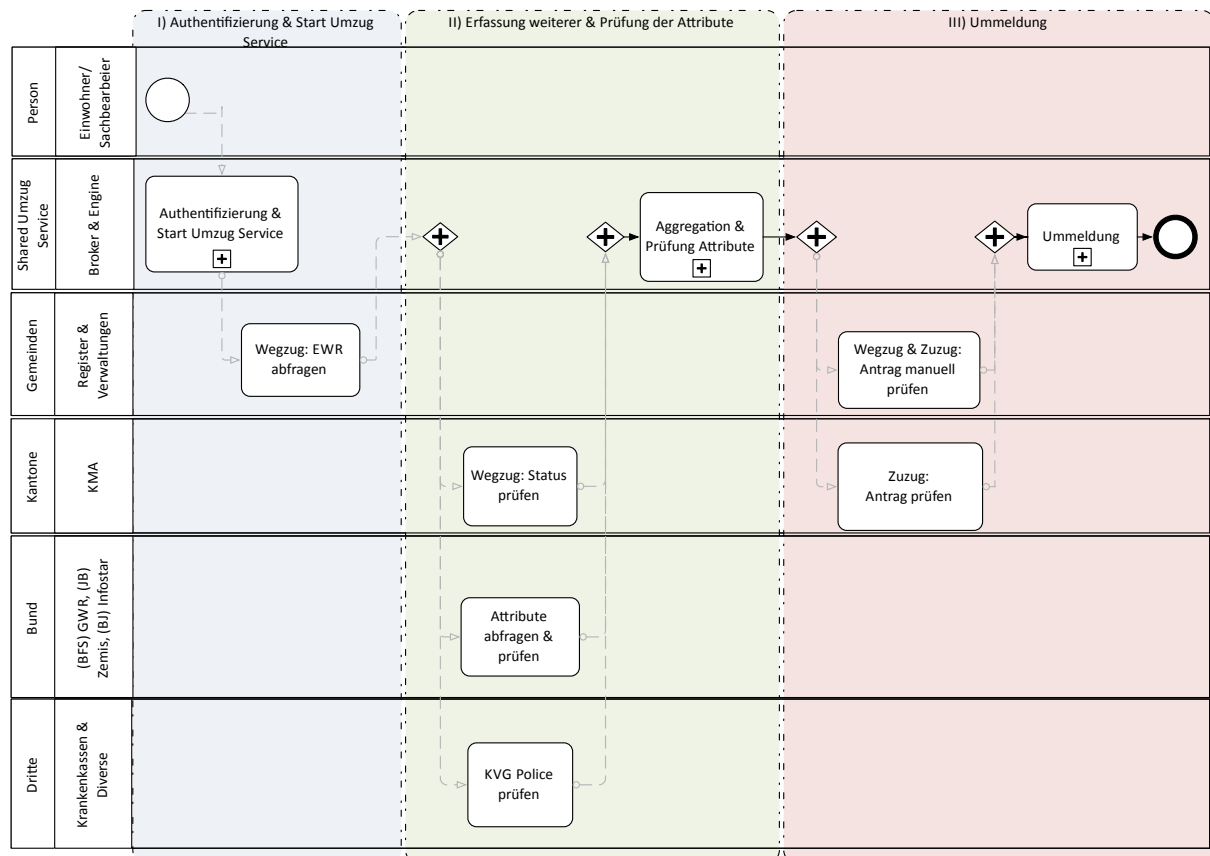 I) Authentifizierung & Start Umzug
Service
II) Erfassung weiterer & Prüfung der Attribute
III) Ummeldung
Person
Einwohner/
Sachbearbeier
Shared Umzug
Service
Broker & Engine
Authentifizierung &
Start Umzug Service
Aggregation &
Prüfung Attribute
Ummeldung
Gemeinden
Register &
Verwaltungen
Wegzug: EWR
abfragen
Wegzug & Zuzug:
Antrag manuell
prüfen
Kantone
KMA
Wegzug: Status
prüfen
Zuzug:
Antrag prüfen
Bund
(BFS) GWR, (JB)
Zemis, (BJ) Infostar
Attribute
abfragen &
prüfen
Dritte
Krankenkassen &
Diverse
KVG Police
prüfen